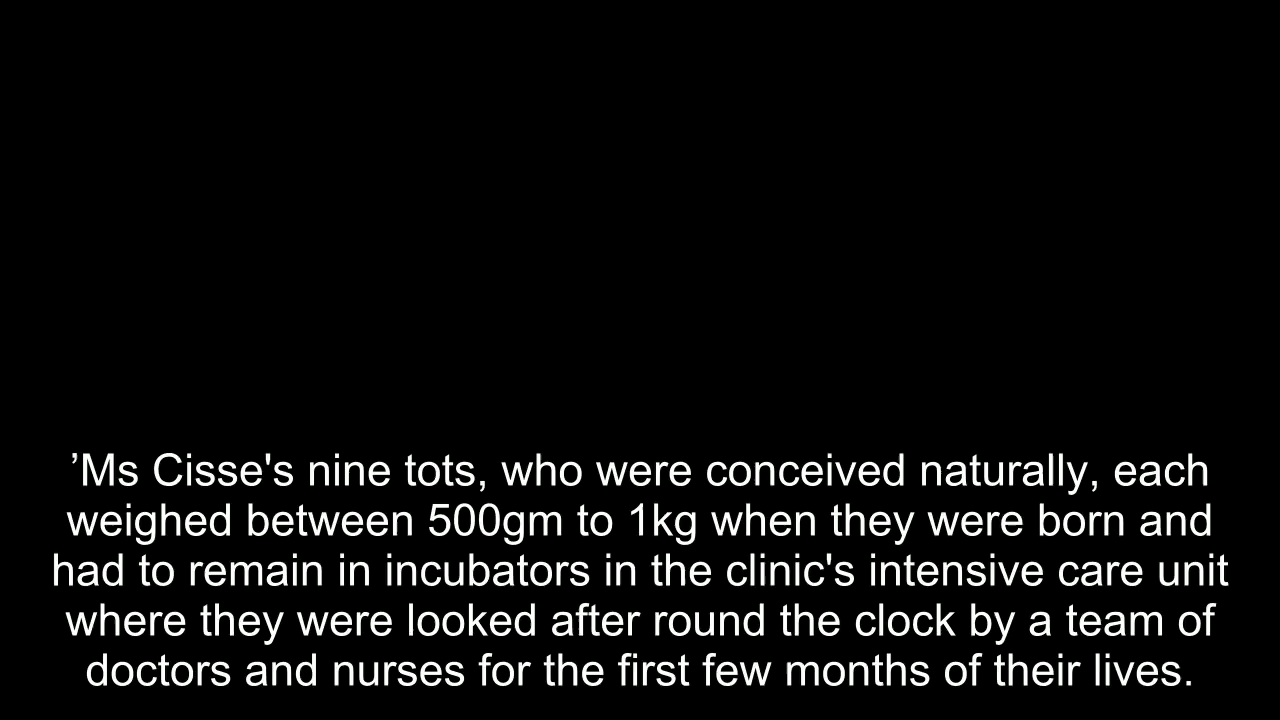 ’Ms Cisse's nine tots, who were conceived naturally, each
weighed between 500gm to 1kg when they were born and
had to remain in incubators in the clinic's intensive care unit
where they were looked after round the clock by a team of
doctors and nurses for the first few months of their lives.